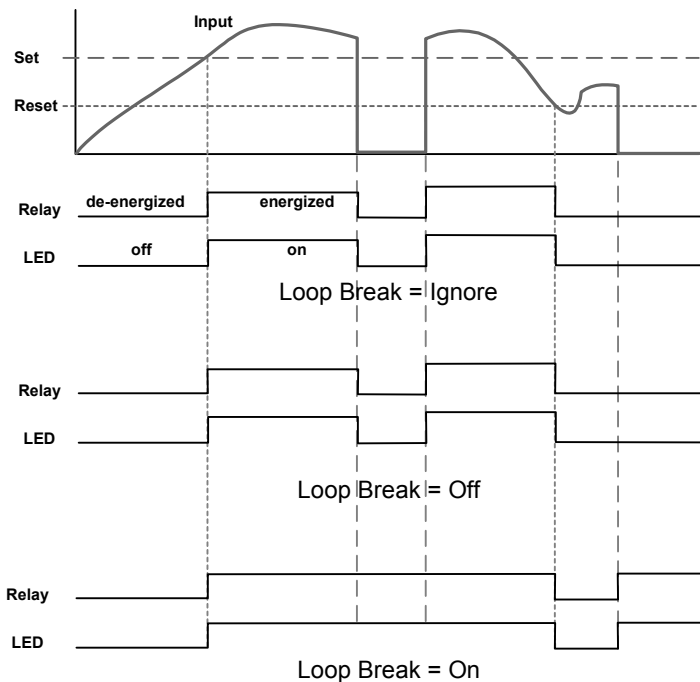 Input
Set
Reset
Relay de-energized energized
LED off on
Loop Break = Ignore
Relay
LED
Loop Break = Off
Relay
LED
Loop Break = On